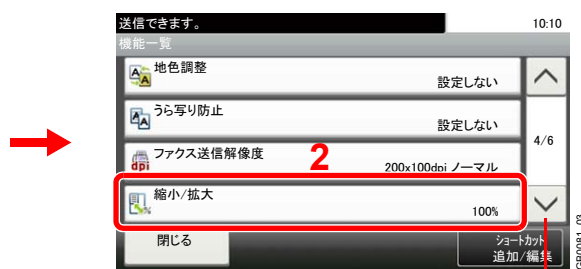 送信できます。
10:10
機能一覧
地色調整
設定しない
うら写り防止
設定しない
4/6
ファクス送信解像度
2
200x100dpi ノーマル
縮小/拡大
100%
閉じる
ショートカット
追加/編集
GB0081_03